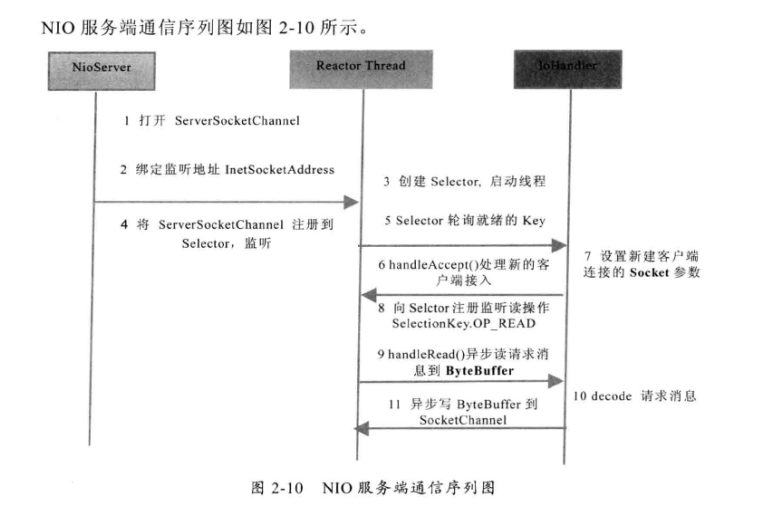 NIO 服务端通信序列图如图 2-10 所示。
NioServer
Reactor Thread
IoHandler
1 打开 ServerSocketChannel
2 绑定监听地址 InetSocketAddress
3 创建 Selector, 启动线程
4 将 ServerSocketChannel 注册到
Selector，监听
5 Selector 轮询就绪的 Key
6 handleAccept()处理新的客
户端接入
7 设置新建客户端
连接的 Socket 参数
8 向 Selctor 注册监听读操作
SelectionKey.OP_READ
9 handleRead()异步读请求消
息到 ByteBuffer
10 decode 请求消息
11 异步写 ByteBuffer 到
SocketChannel
图 2-10 NIO 服务端通信序列图